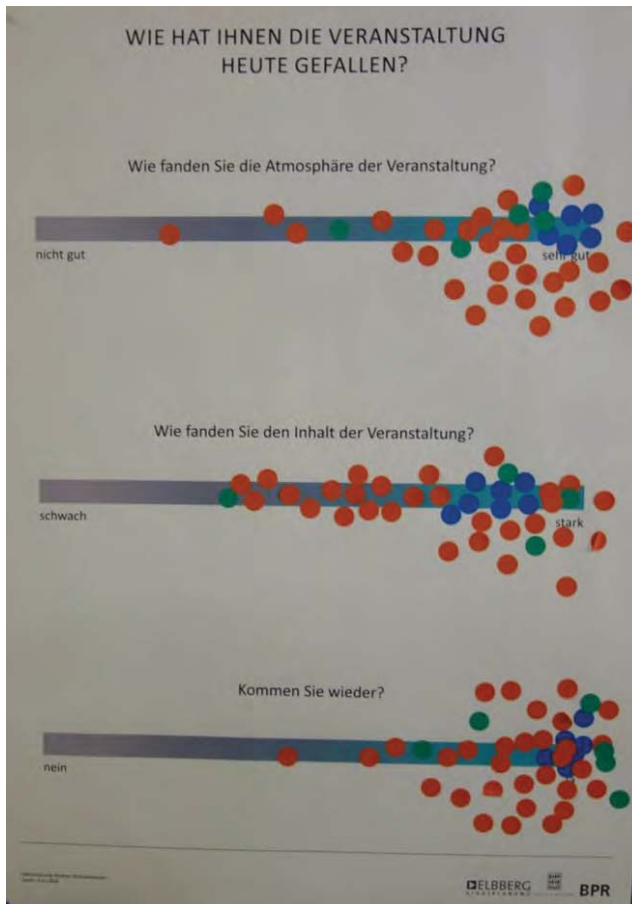 WIE HAT IHNEN DIE VERANSTALTUNG
HEUTE GEFALLEN?
Wie fanden Sie die Atmosphäre der Veranstaltung?
nicht gut
sehr gut
Wie fanden Sie den Inhalt der Veranstaltung?
schwach
stark
Kommen Sie wieder?
nein
ELBBERG
BPR